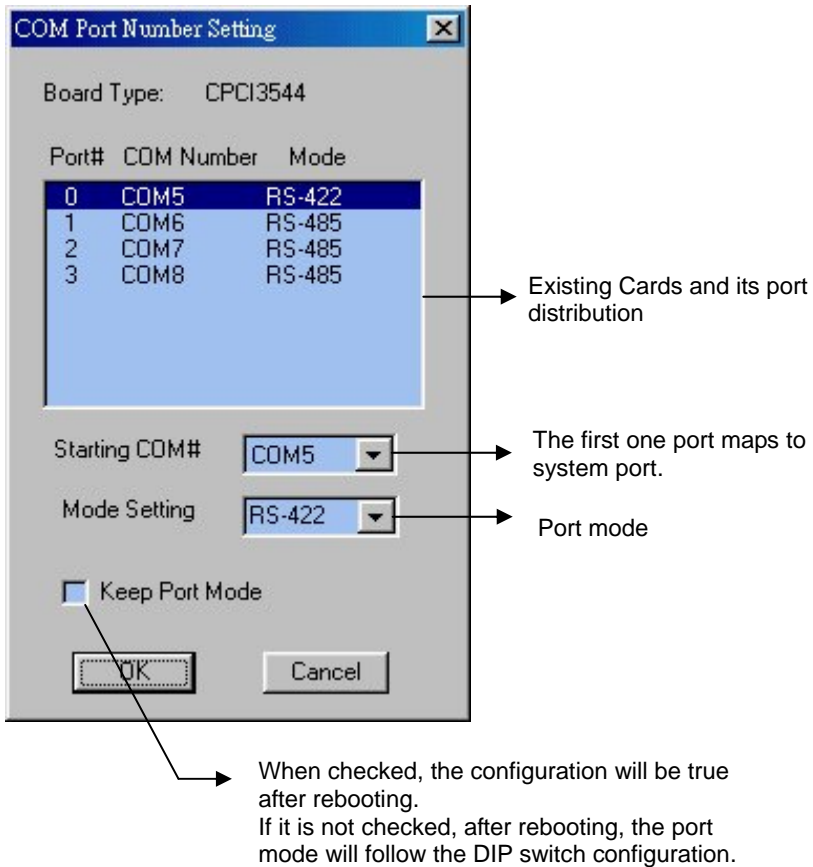 COM Port Number Setting
Board Type: CPCI3544
Port# COM Number Mode
0 COM5 RS-422
1 COM6 RS-485
2 COM7 RS-485
3 COM8 RS-485
Existing Cards and its port
distribution
Starting COM# COM5
The first one port maps to
system port.
Mode Setting RS-422
Port mode
Keep Port Mode
OK Cancel
When checked, the configuration will be true
after rebooting.
If it is not checked, after rebooting, the port
mode will follow the DIP switch configuration.